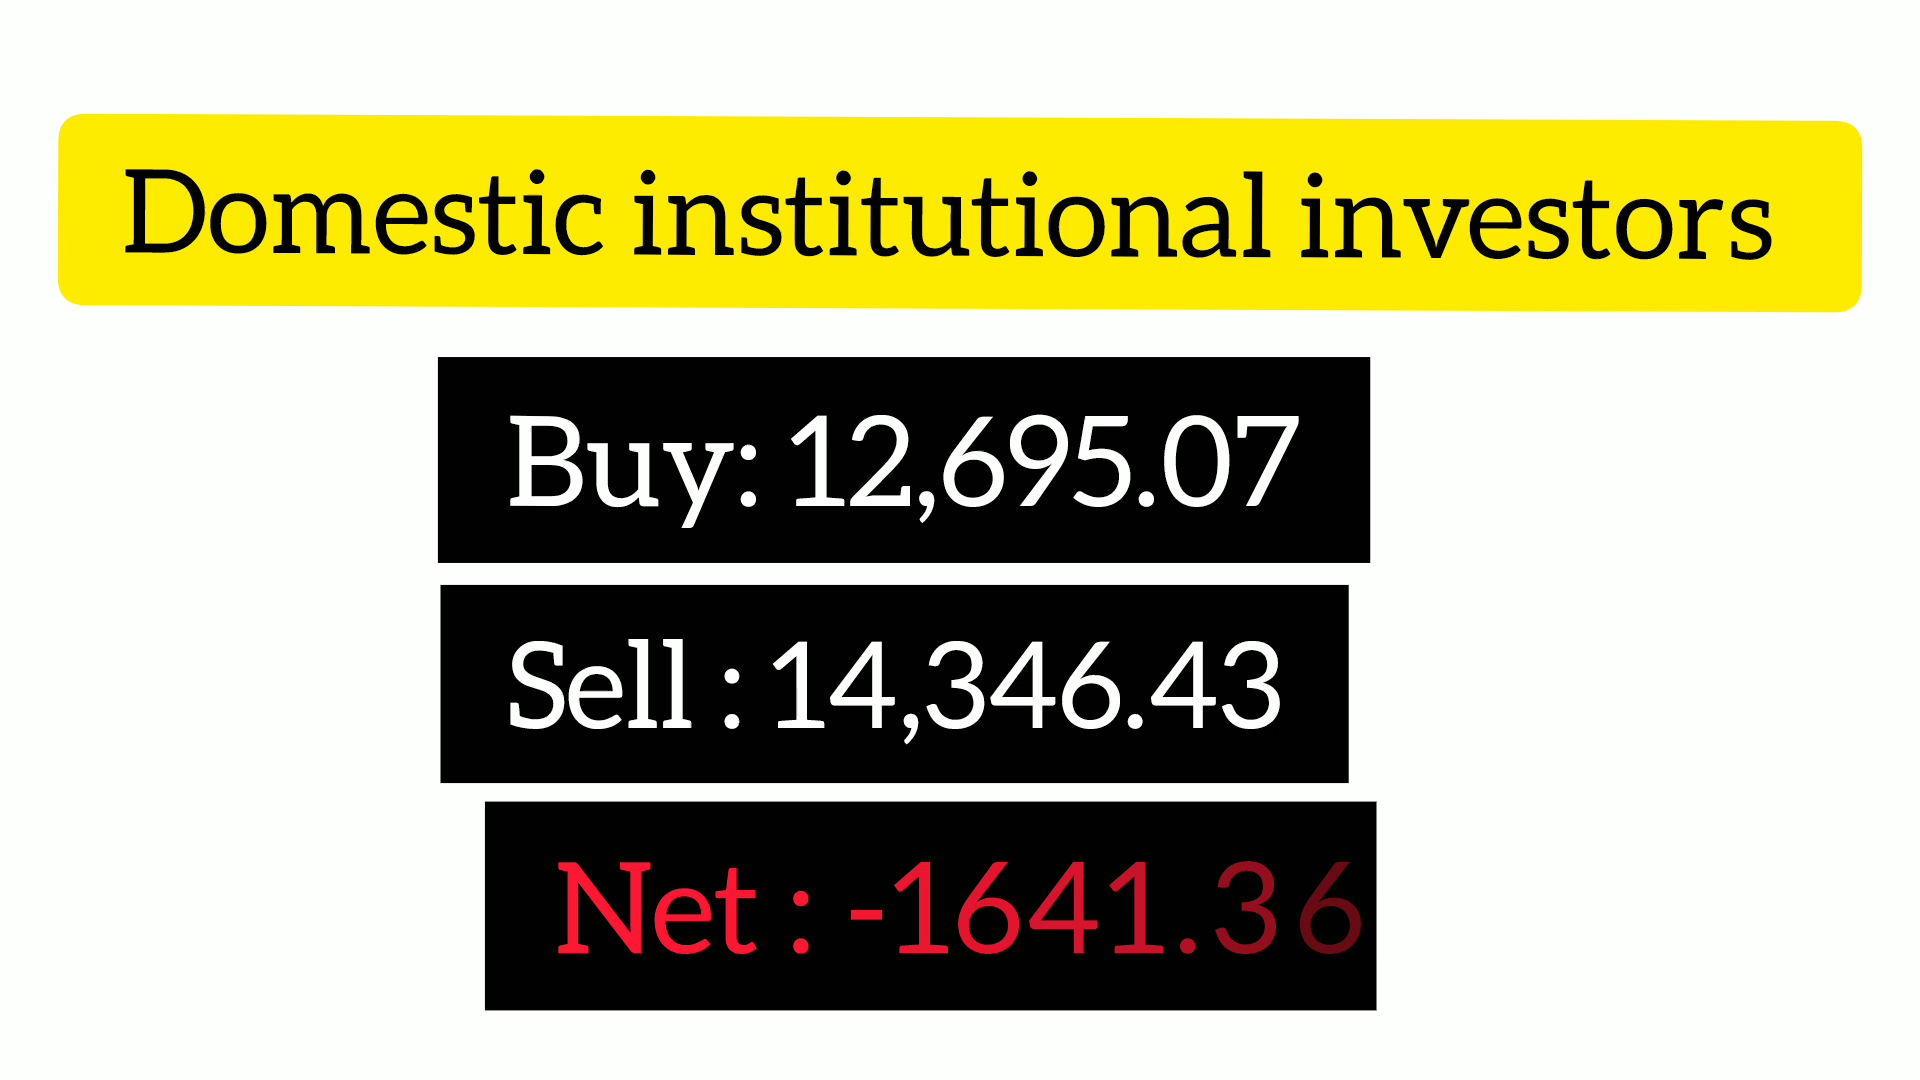 Domestic institutional investors
Buy: 12,695.07
Sell : 14,346.43
Net : -1641.36